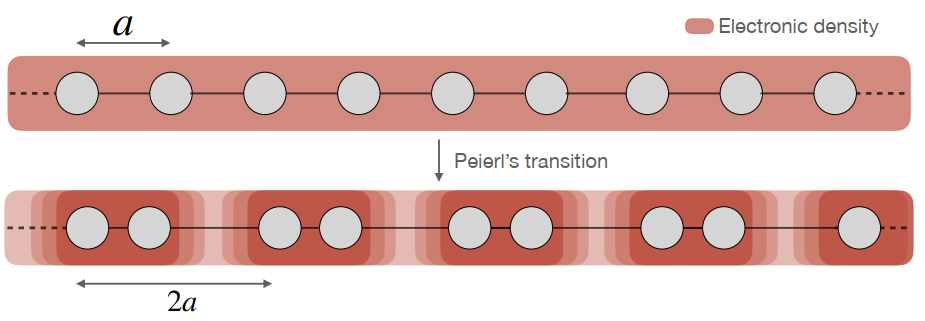 a
Electronic density
Peierl's transition
2a